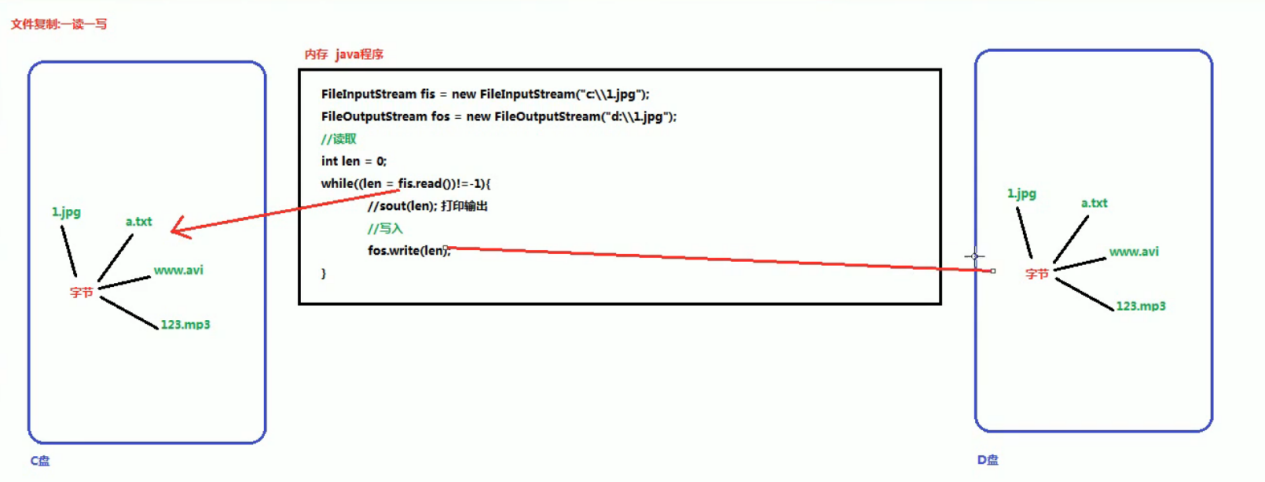 文件复制:一读一写
内存 java程序
FileInputStream fis = new FileInputStream("c:\\1.jpg");
FileOutputStream fos = new FileOutputStream("d:\\1.jpg");
//读取
int len = 0;
while((len = fis.read())!=-1){
//sout(len); 打印输出
//写入
fos.write(len);
}
1.jpg
a.txt
www.avi
字节
123.mp3
C盘
1.jpg
a.txt
www.avi
字节
123.mp3
D盘